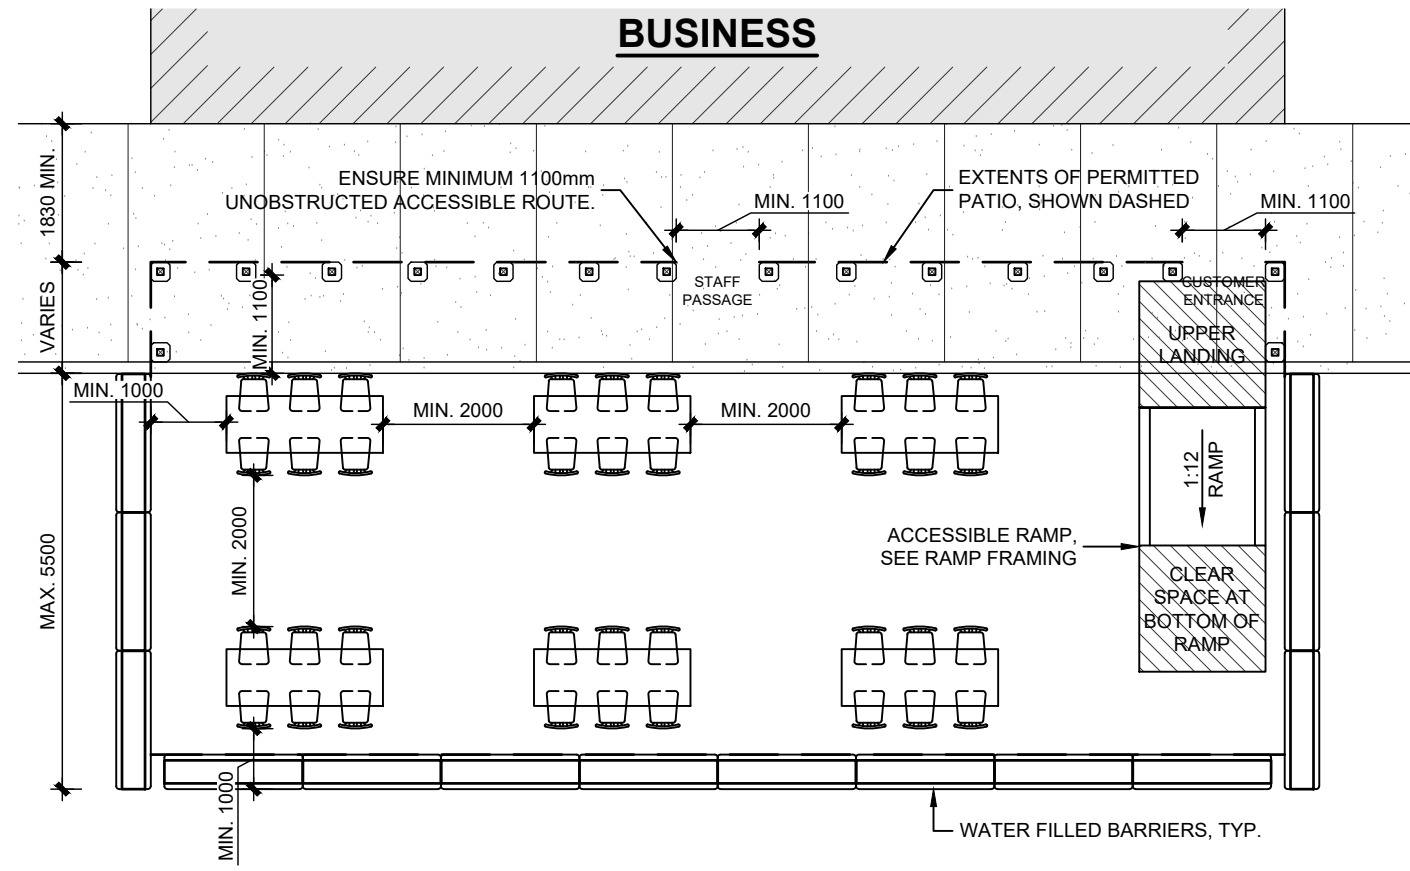 BUSINESS
1830 MIN.
ENSURE MINIMUM 1100mm
UNOBSTRUCTED ACCESSIBLE ROUTE.
MIN. 1100
EXTENTS OF PERMITTED
PATIO, SHOWN DASHED
MIN. 1100
VARIES
MIN. 1100
STAFF
PASSAGE
CUSTOMER
ENTRANCE
UPPER
LANDING
MIN. 1000
MIN. 2000
MIN. 2000
1:12
RAMP
MAX. 5500
MIN. 2000
ACCESSIBLE RAMP,
SEE RAMP FRAMING
CLEAR
SPACE AT
BOTTOM OF
RAMP
MIN. 1000
WATER FILLED BARRIERS, TYP.